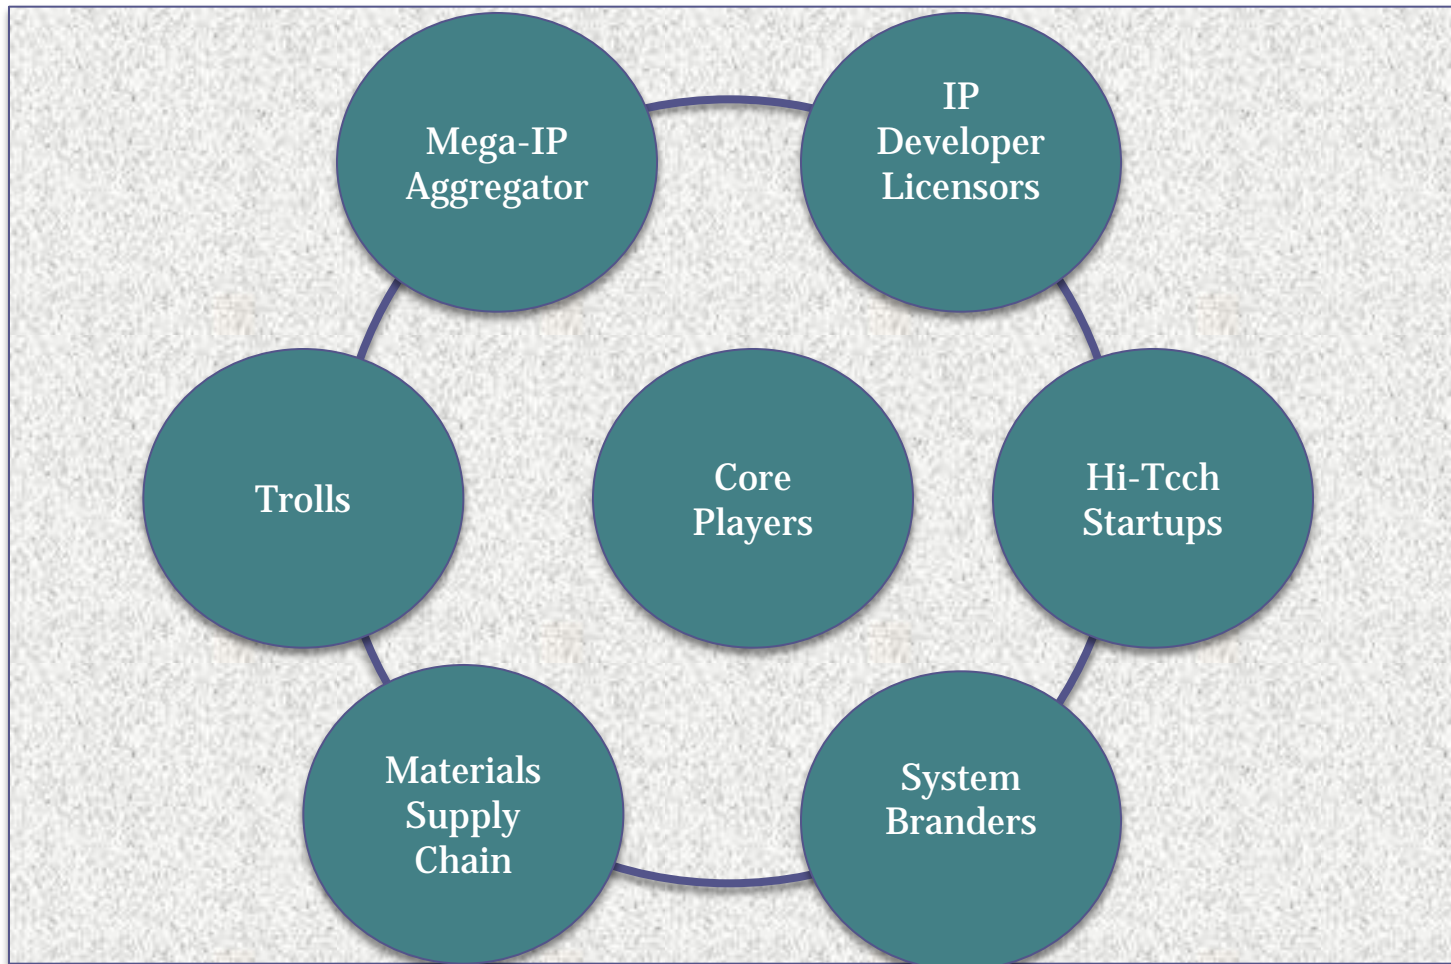 Mega-IP
Aggregator
IP
Developer
Licensors
Trolls
Core
Players
Hi-Tcch
Startups
Materials
Supply
Chain
System
Branders